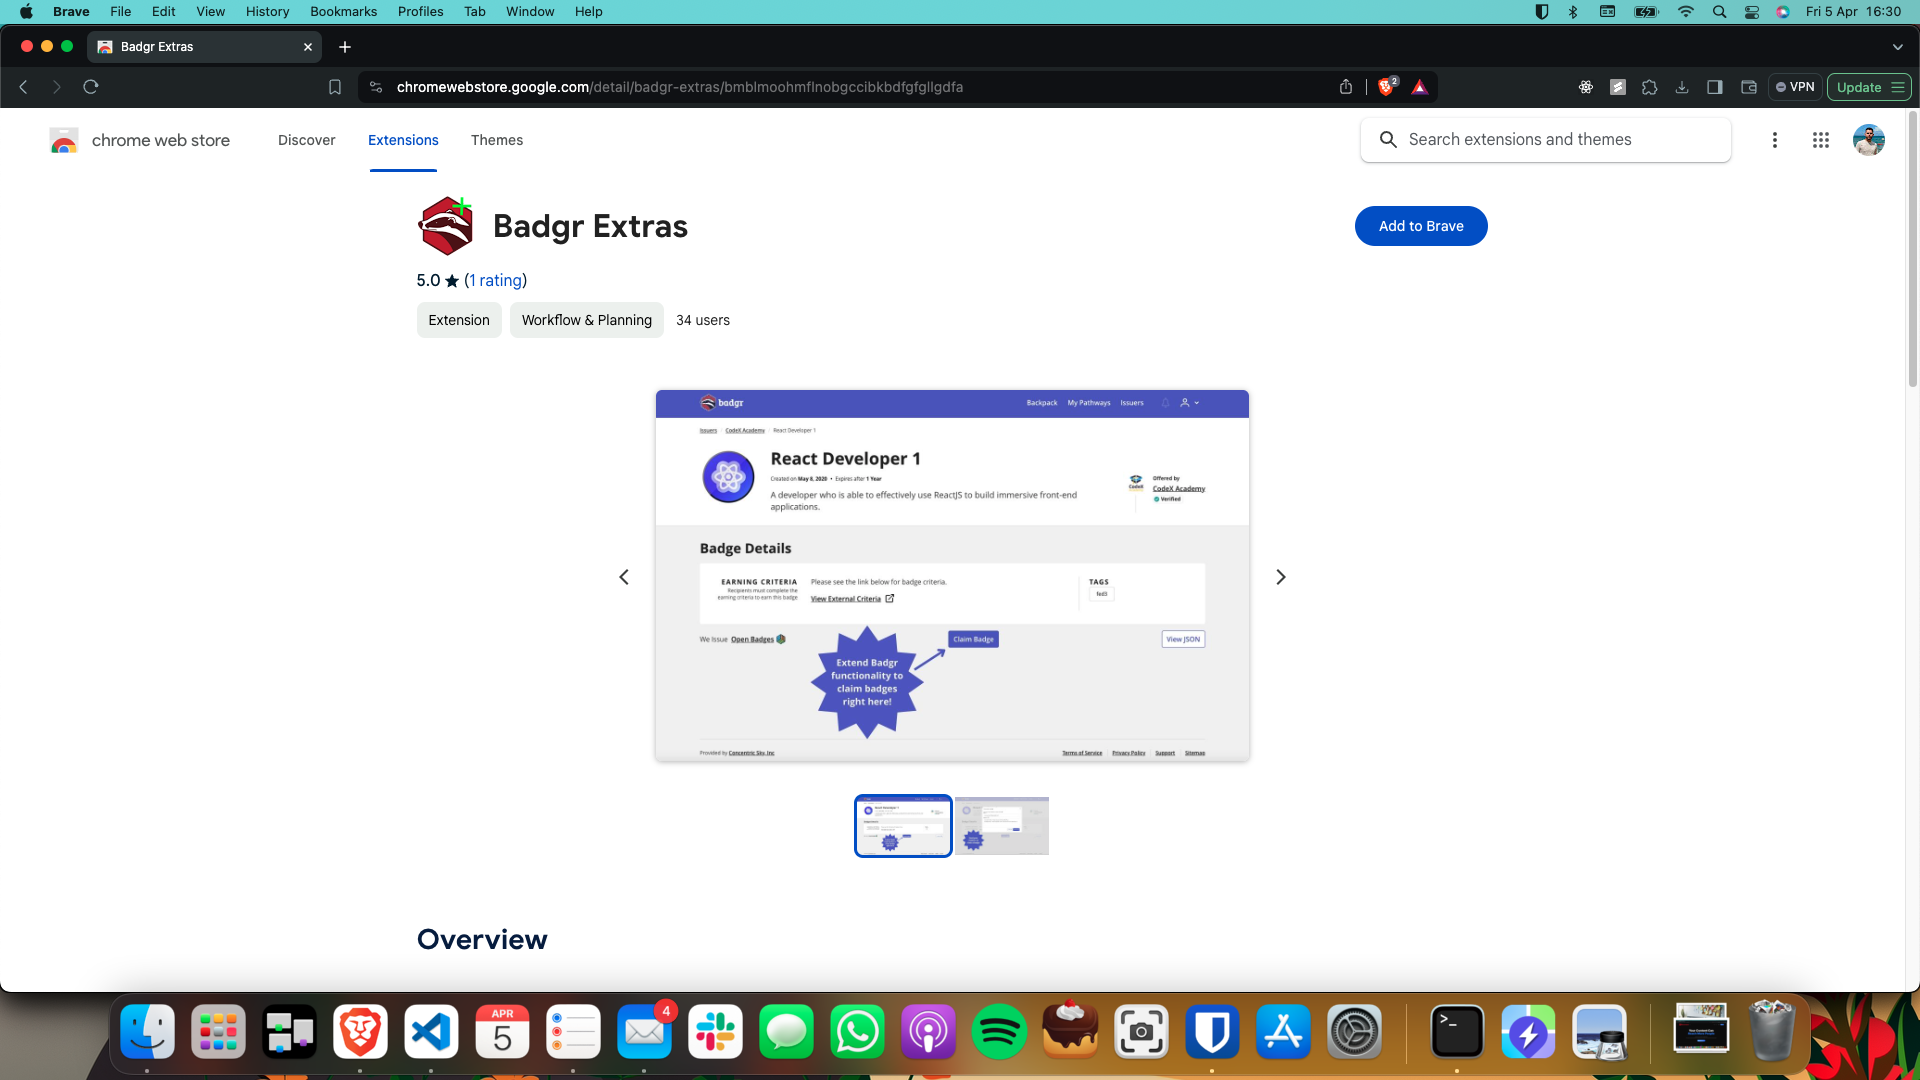 Brave File Edit View History Bookmarks Profiles Tab Window Help
Fri 5 Apr 16:30
Badgr Extras
chromewebstore.google.com/detail/badgr-extras/bmblmoohmflnobgccibkbdfgfgllgdfa
2
VPN
Update
chrome web store
Discover
Extensions
Themes
Search extensions and themes
Badgr Extras
Add to Brave
5.0 ★ (1 rating)
Extension
Workflow & Planning
34 users
badgr
Backpack My Pathways Issuers
Issuers CodeX Academy React Developer 1
React Developer 1
Created on May 8, 2020 • Expires after 1 Year
A developer who is able to effectively use ReactJS to build immersive front-end
applications.
CodeX
Offered by
CodeX Academy
Verified
Badge Details
EARNING CRITERIA
Recipients must complete the
earning criteria to earn this badge
Please see the link below for badge criteria.
View External Criteria
TAGS
fed3
We Issue Open Badges
Claim Badge
View JSON
Extend Badgr
functionality to
claim badges
right here!
Provided by Concentric Sky, Inc
Terms of Service Privacy Policy Support Sitemap
Overview
APR
5
4
>_